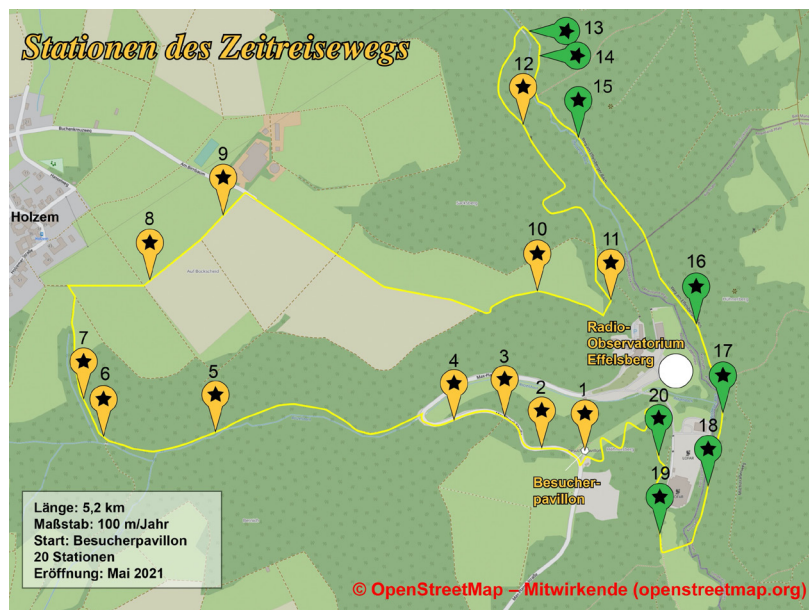 Stationen des Zeitreisewegs
13
14
12
15
9
8
Holzem
10
11
16
Radio-
Observatorium
Effelsberg
7
6
5
4
3
2
1
17
20
18
19
Besucher-
pavillon
Länge: 5,2 km
Maßstab: 100 m/Jahr
Start: Besucherpavillon
20 Stationen
Eröffnung: Mai 2021
© OpenStreetMap – Mitwirkende (openstreetmap.org)